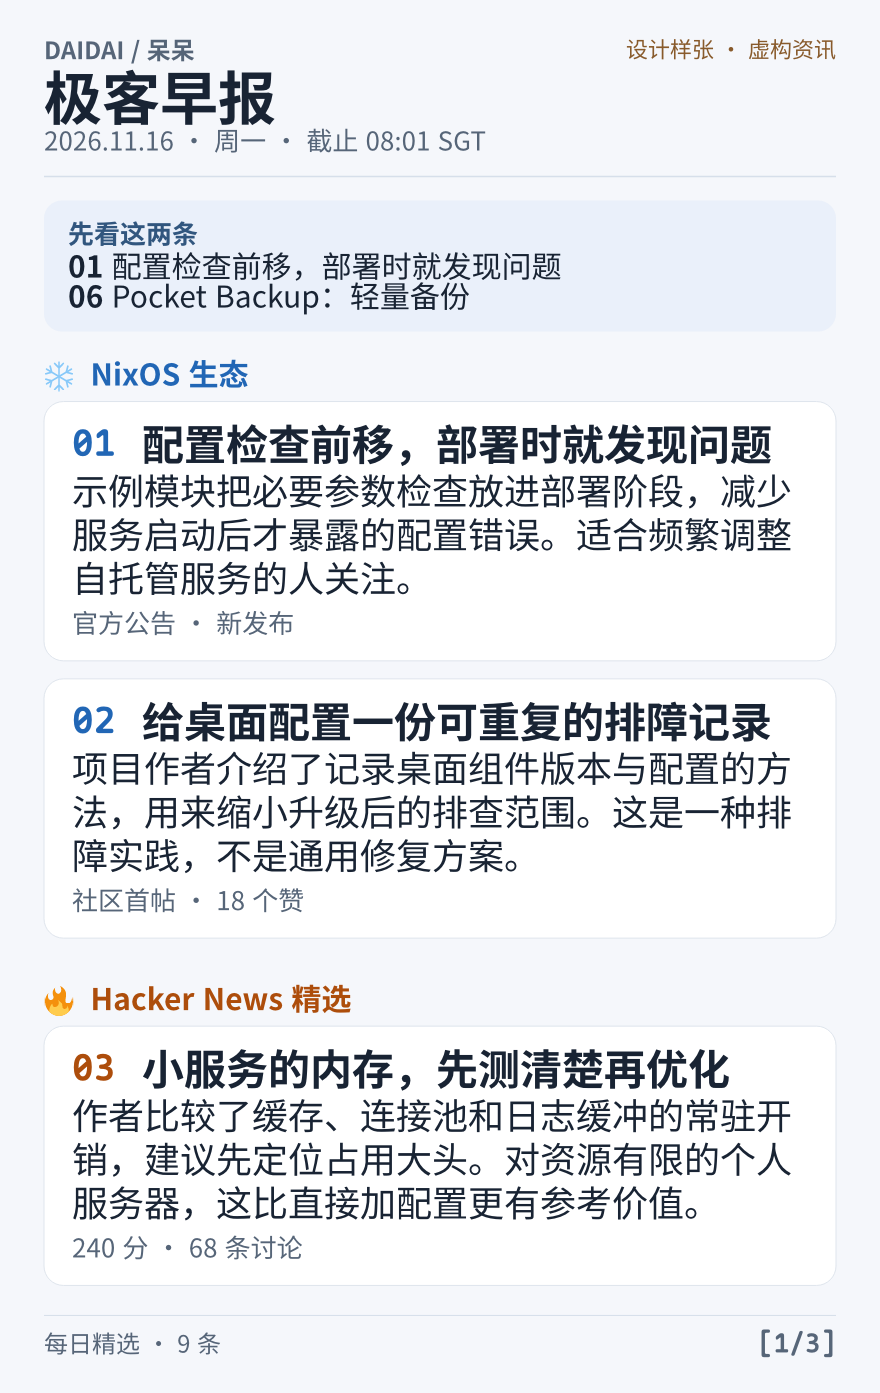 DAIDAI / 呆呆
设计样张 · 虚构资讯
极客早报
2026.11.16 · 周一 · 截止 08:01 SGT
先看这两条
01 配置检查前移，部署时就发现问题
06 Pocket Backup：轻量备份
NixOS 生态
01 配置检查前移，部署时就发现问题
示例模块把必要参数检查放进部署阶段，减少
服务启动后才暴露的配置错误。适合频繁调整
自托管服务的人关注。
官方公告 · 新发布
02 给桌面配置一份可重复的排障记录
项目作者介绍了记录桌面组件版本与配置的方
法，用来缩小升级后的排查范围。这是一种排
障实践，不是通用修复方案。
社区首帖 · 18 个赞
Hacker News 精选
03 小服务的内存，先测清楚再优化
作者比较了缓存、连接池和日志缓冲的常驻开
销，建议先定位占用大头。对资源有限的个人
服务器，这比直接加配置更有参考价值。
240 分 · 68 条讨论
每日精选 · 9 条
[1/3]